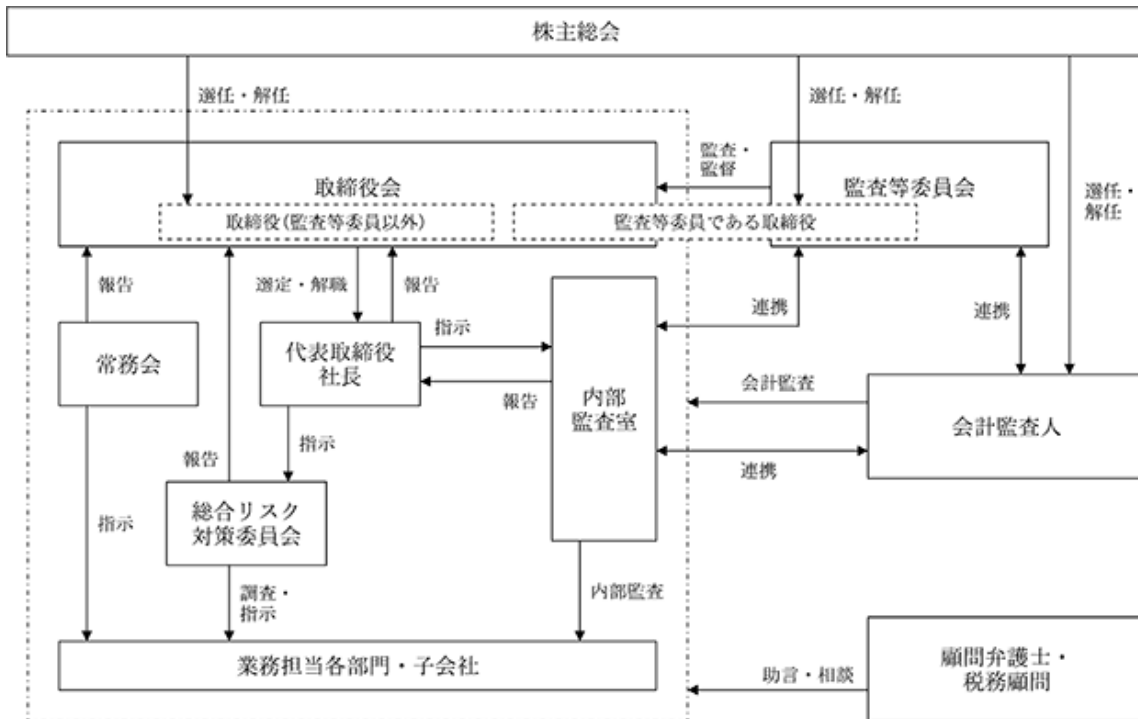 株主総会
選任・解任
選任・解任
選任・
解任
取締役会
監査・
監督
監査等委員会
取締役(監査等委員以外)
監査等委員である取締役
報告
選定・解職
報告
連携
連携
常務会
代表取締役
社長
指示
報告
内部
監査室
会計監査
会計監査人
連携
指示
報告
指示
総合リスク
対策委員会
調査・
指示
内部監査
業務担当各部門・子会社
助言・相談
顧問弁護士・
税務顧問